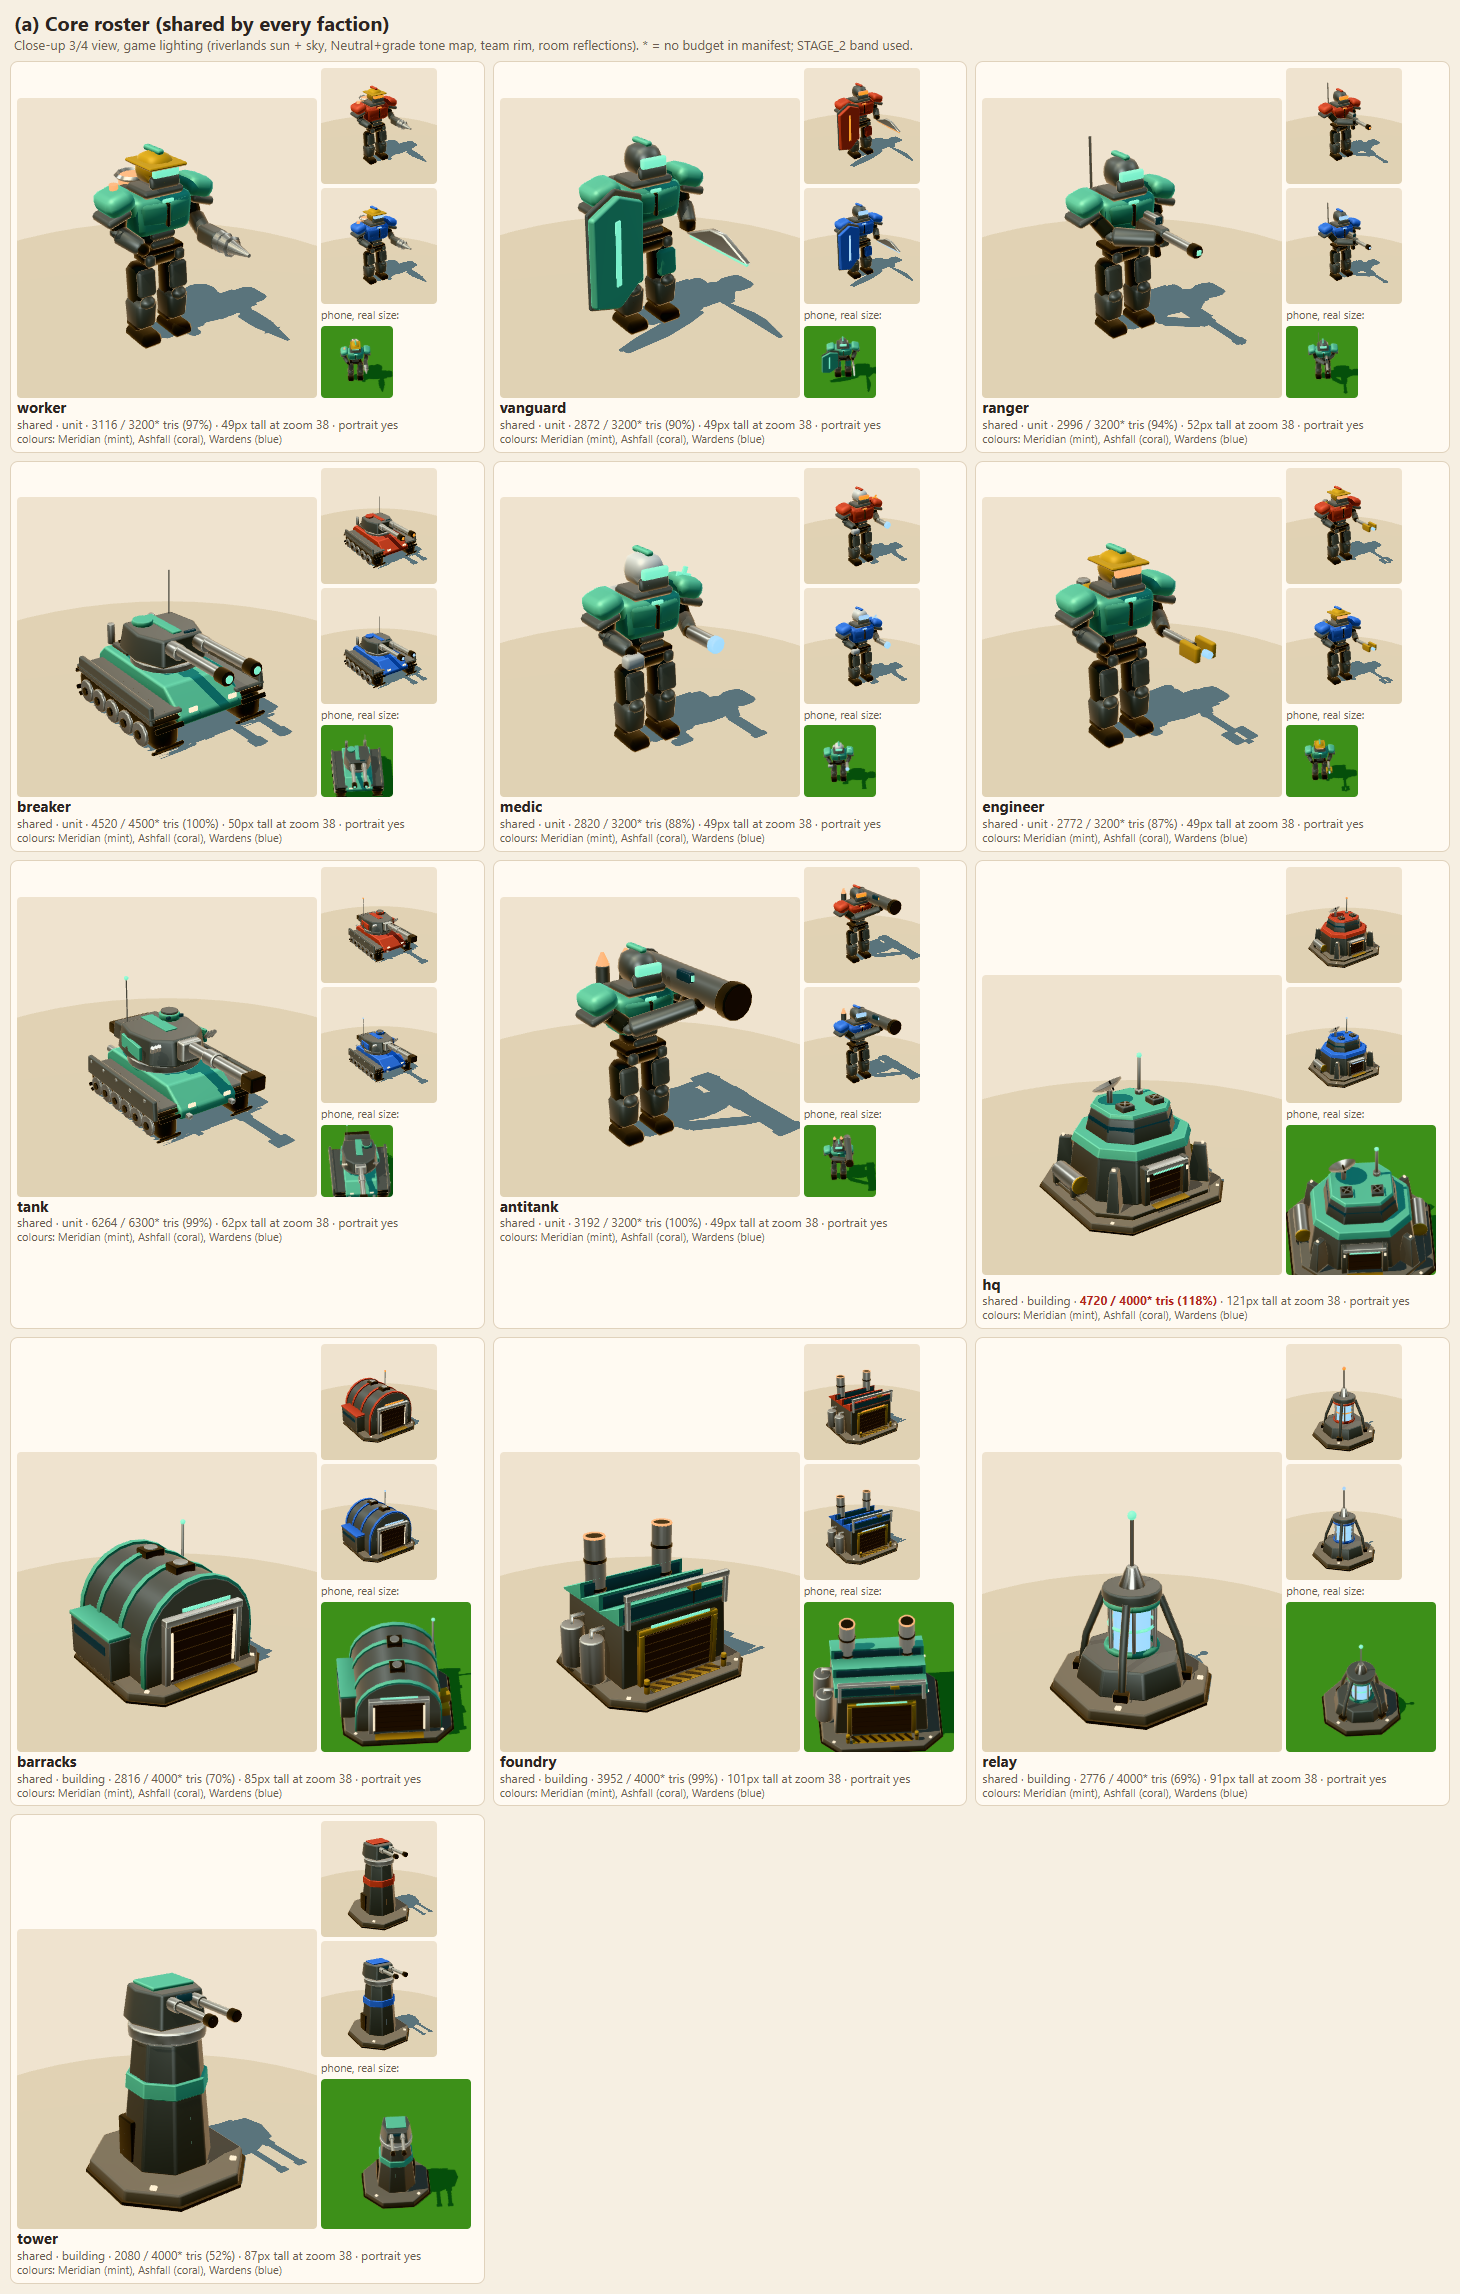 (a) Core roster (shared by every faction)
Close-up 3/4 view, game lighting (riverlands sun + sky, Neutral+grade tone map, team rim, room reflections). * = no budget in manifest; STAGE_2 band used.
phone, real size:
worker
shared · unit · 3116 / 3200* tris (97%) · 49px tall at zoom 38 · portrait yes
colours: Meridian (mint), Ashfall (coral), Wardens (blue)
phone, real size:
vanguard
shared · unit · 2872 / 3200* tris (90%) · 49px tall at zoom 38 · portrait yes
colours: Meridian (mint), Ashfall (coral), Wardens (blue)
phone, real size:
ranger
shared · unit · 2996 / 3200* tris (94%) · 52px tall at zoom 38 · portrait yes
colours: Meridian (mint), Ashfall (coral), Wardens (blue)
phone, real size:
breaker
shared · unit · 4520 / 4500* tris (100%) · 50px tall at zoom 38 · portrait yes
colours: Meridian (mint), Ashfall (coral), Wardens (blue)
phone, real size:
medic
shared · unit · 2820 / 3200* tris (88%) · 49px tall at zoom 38 · portrait yes
colours: Meridian (mint), Ashfall (coral), Wardens (blue)
phone, real size:
engineer
shared · unit · 2772 / 3200* tris (87%) · 49px tall at zoom 38 · portrait yes
colours: Meridian (mint), Ashfall (coral), Wardens (blue)
phone, real size:
tank
shared · unit · 6264 / 6300* tris (99%) · 62px tall at zoom 38 · portrait yes
colours: Meridian (mint), Ashfall (coral), Wardens (blue)
phone, real size:
antitank
shared · unit · 3192 / 3200* tris (100%) · 49px tall at zoom 38 · portrait yes
colours: Meridian (mint), Ashfall (coral), Wardens (blue)
phone, real size:
hq
shared · building · 4720 / 4000* tris (118%) · 121px tall at zoom 38 · portrait yes
colours: Meridian (mint), Ashfall (coral), Wardens (blue)
phone, real size:
barracks
shared · building · 2816 / 4000* tris (70%) · 85px tall at zoom 38 · portrait yes
colours: Meridian (mint), Ashfall (coral), Wardens (blue)
phone, real size:
foundry
shared · building · 3952 / 4000* tris (99%) · 101px tall at zoom 38 · portrait yes
colours: Meridian (mint), Ashfall (coral), Wardens (blue)
phone, real size:
relay
shared · building · 2776 / 4000* tris (69%) · 91px tall at zoom 38 · portrait yes
colours: Meridian (mint), Ashfall (coral), Wardens (blue)
phone, real size:
tower
shared · building · 2080 / 4000* tris (52%) · 87px tall at zoom 38 · portrait yes
colours: Meridian (mint), Ashfall (coral), Wardens (blue)